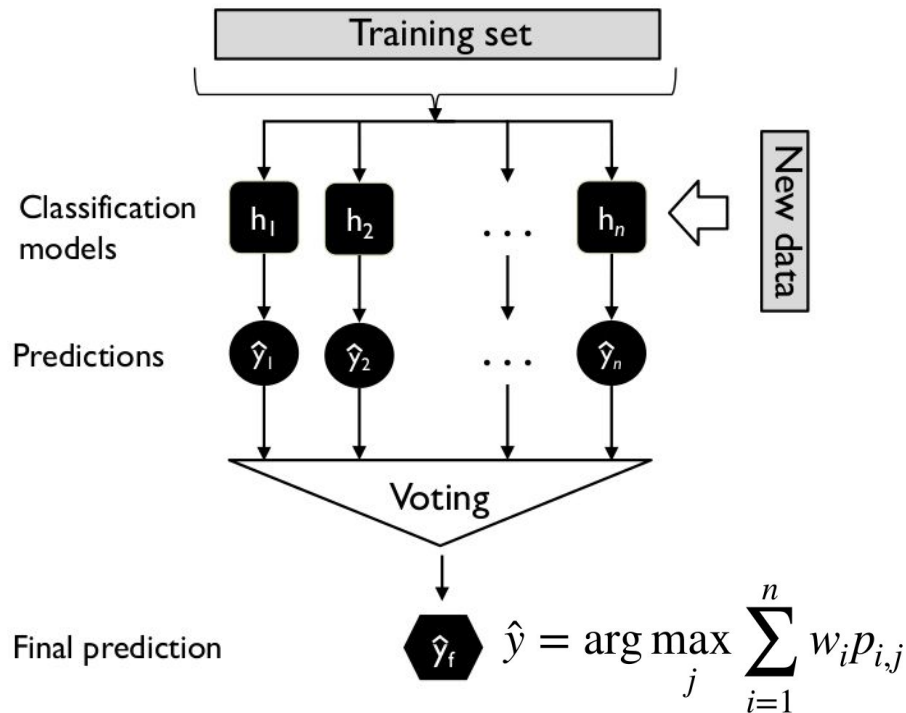 Training set
New data
Classification
models
h₁ h₂ ... hₙ
Predictions
ŷ₁ ŷ₂ ... ŷₙ
Voting
Final prediction
ŷf ŷ = arg max_j ∑_{i=1}^{n} w_i p_{i,j}